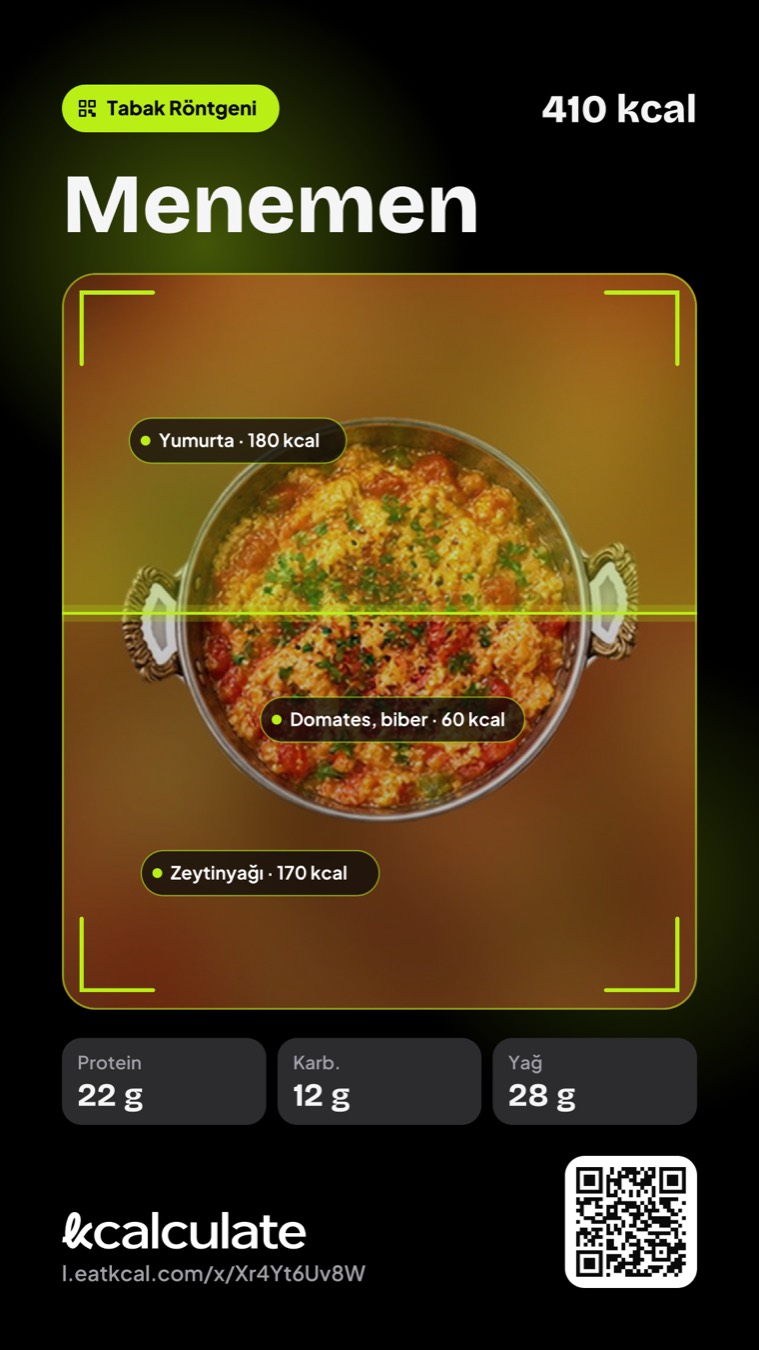 Tabak Röntgeni
410 kcal
Menemen
Yumurta · 180 kcal
Domates, biber · 60 kcal
Zeytinyağı · 170 kcal
Protein
22 g
Karb.
12 g
Yağ
28 g
kcalculate
l.eatkcal.com/x/Xr4Yt6Uv8W